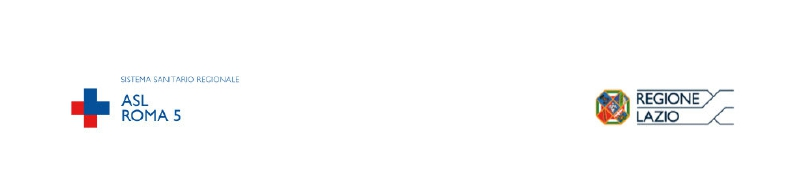 SISTEMA SANITARIO REGIONALE
ASL
ROMA 5
REGIONE
LAZIO